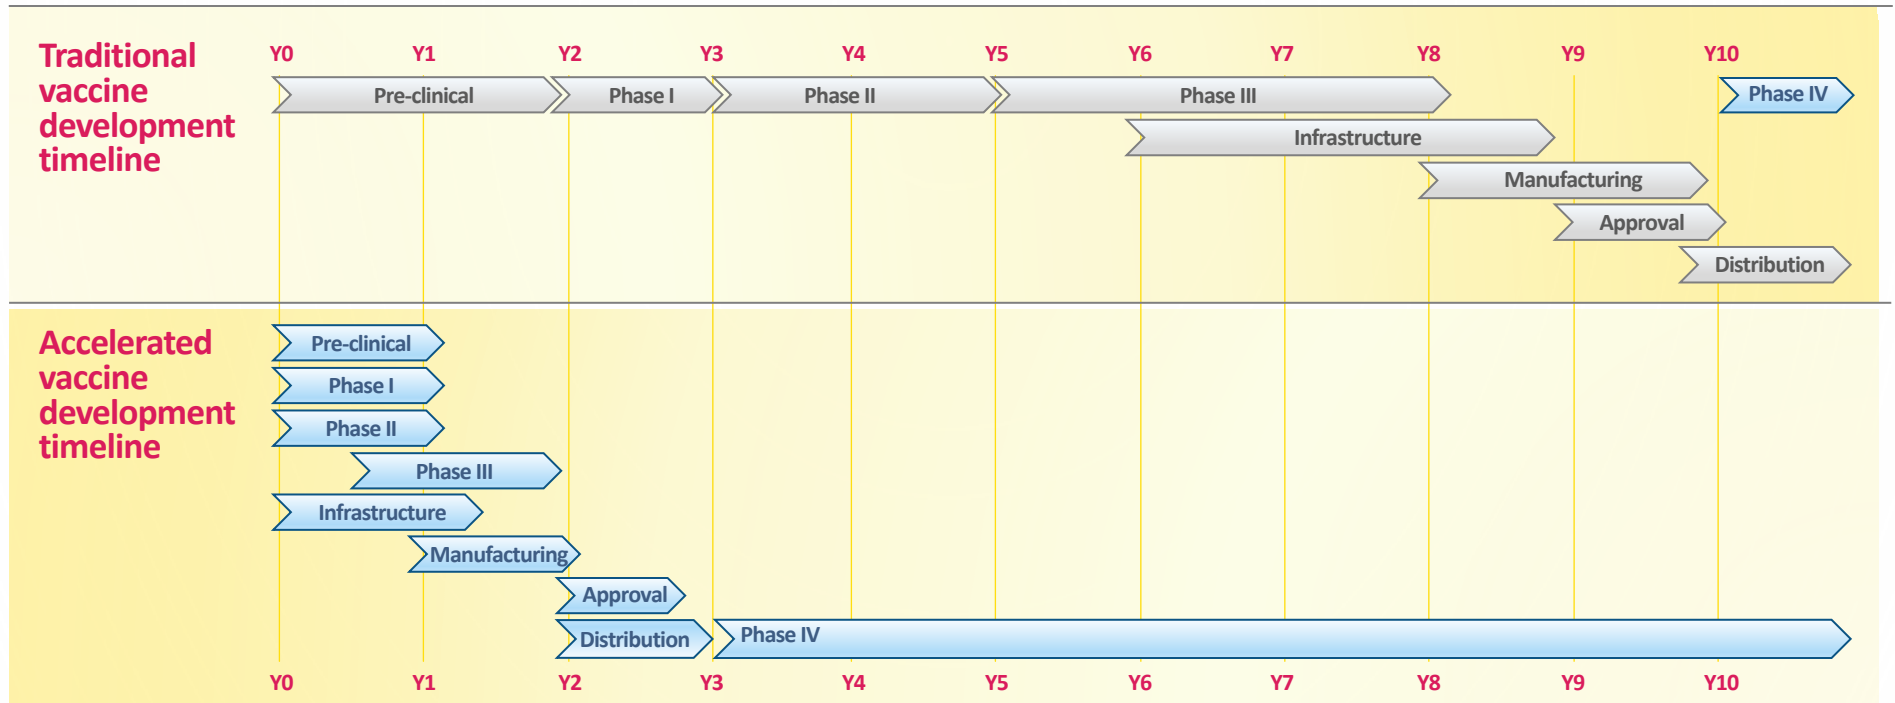 Traditional
vaccine
development
timeline
Y0 Y1 Y2 Y3 Y4 Y5 Y6 Y7 Y8 Y9 Y10
Pre-clinical Phase I Phase II Phase III Phase IV
Infrastructure
Manufacturing
Approval
Distribution
Accelerated
vaccine
development
timeline
Pre-clinical
Phase I
Phase II
Phase III
Infrastructure
Manufacturing
Approval
Distribution Phase IV
Y0 Y1 Y2 Y3 Y4 Y5 Y6 Y7 Y8 Y9 Y10